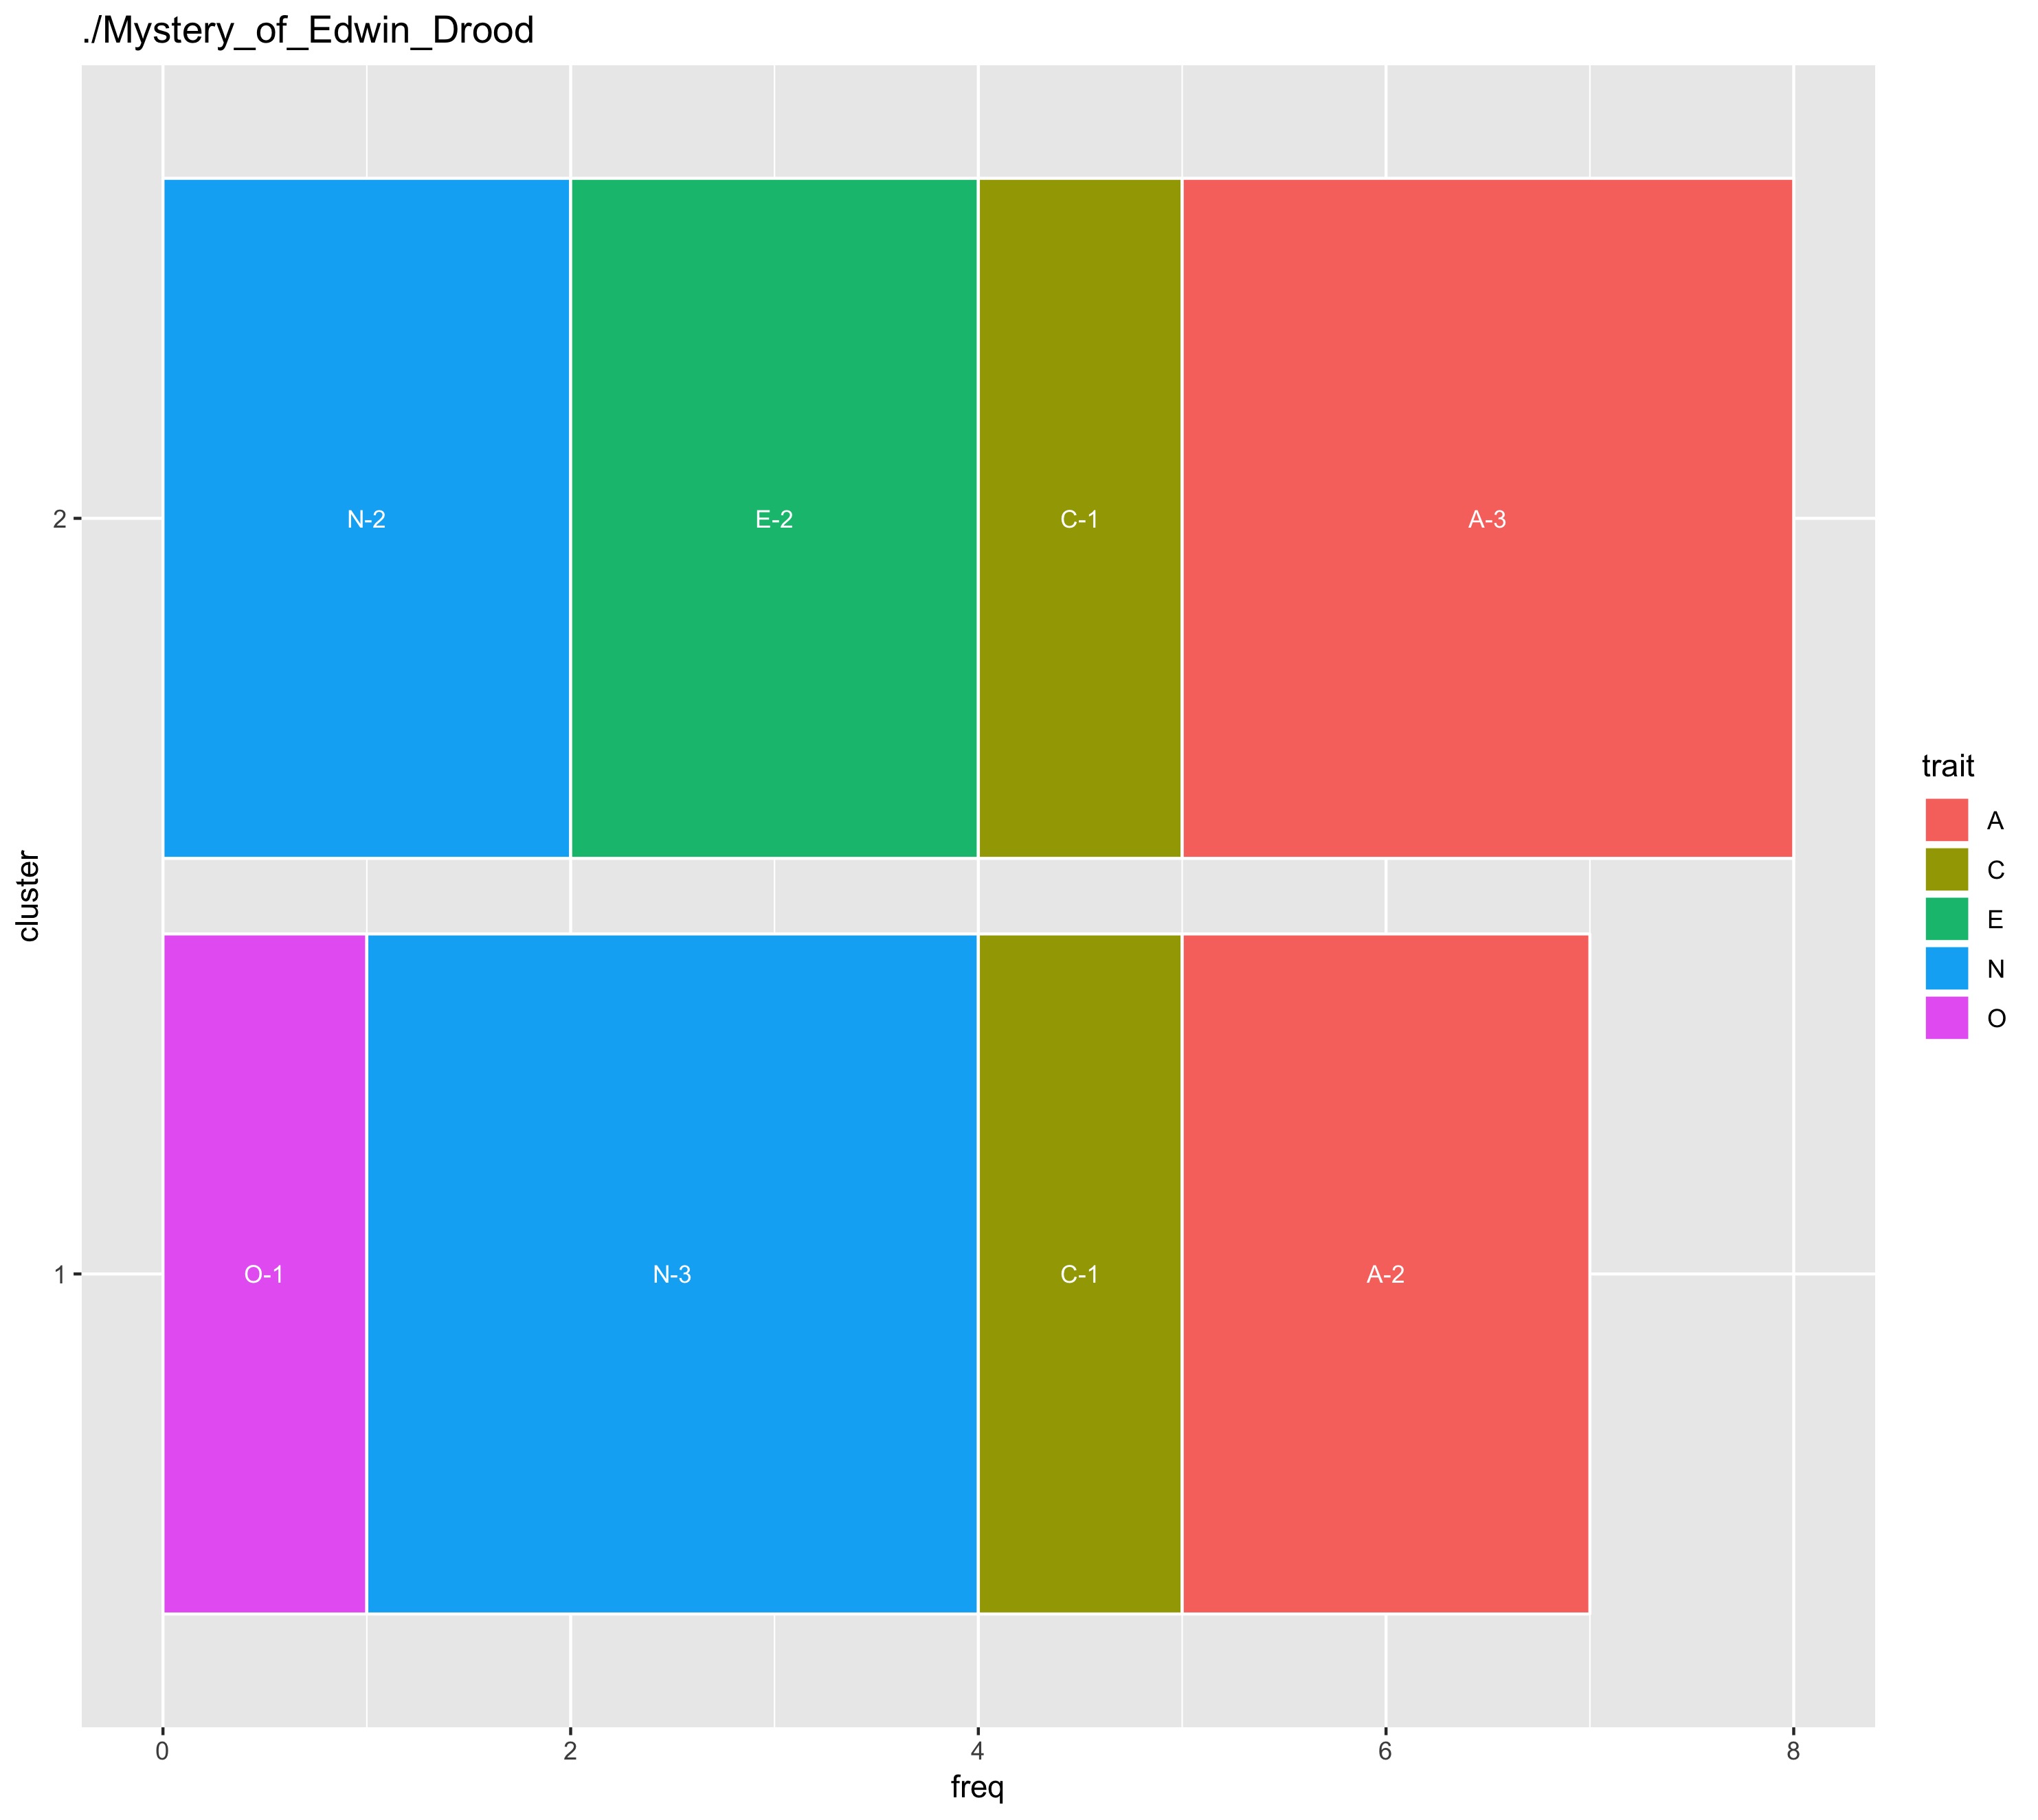 ./Mystery_of_Edwin_Drood
cluster
2
N-2
E-2
C-1
A-3
1
O-1
N-3
C-1
A-2
0
2
4
6
8
freq
trait
A
C
E
N
O